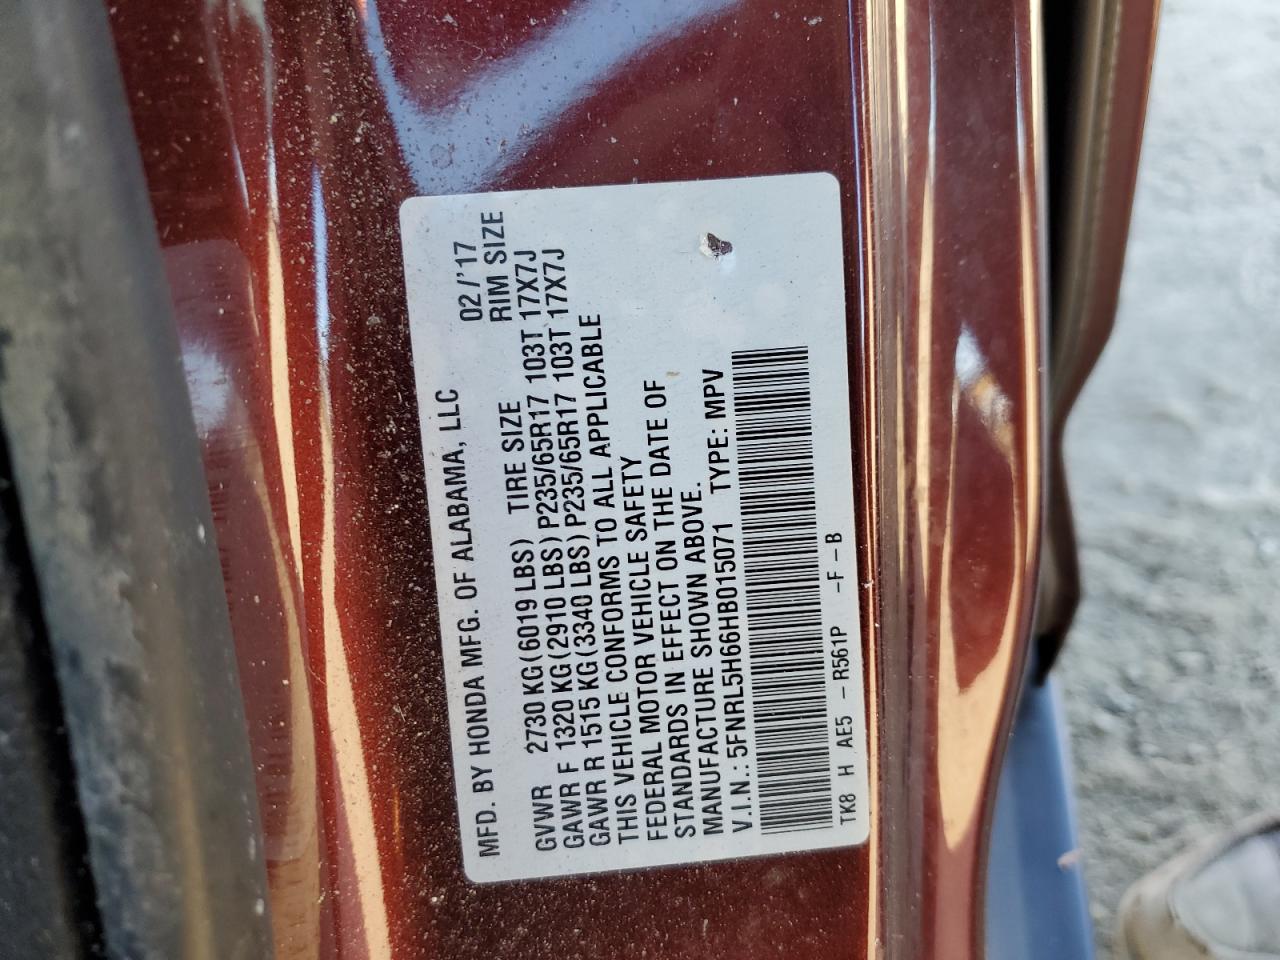 MFD. BY HONDA MFG. OF ALABAMA, LLC 02/'17
TIRE SIZE RIM SIZE
GVWR 2730 KG(6019 LBS)
GAWR F 1320 KG(2910 LBS) P235/65R17 103T 17X7J
GAWR R 1515 KG(3340 LBS) P235/65R17 103T 17X7J
THIS VEHICLE CONFORMS TO ALL APPLICABLE
FEDERAL MOTOR VEHICLE SAFETY
STANDARDS IN EFFECT ON THE DATE OF
MANUFACTURE SHOWN ABOVE.
V.I.N.: 5FNRL5H66HB015071 TYPE: MPV
TK8 H AE5 -R561P -F-B